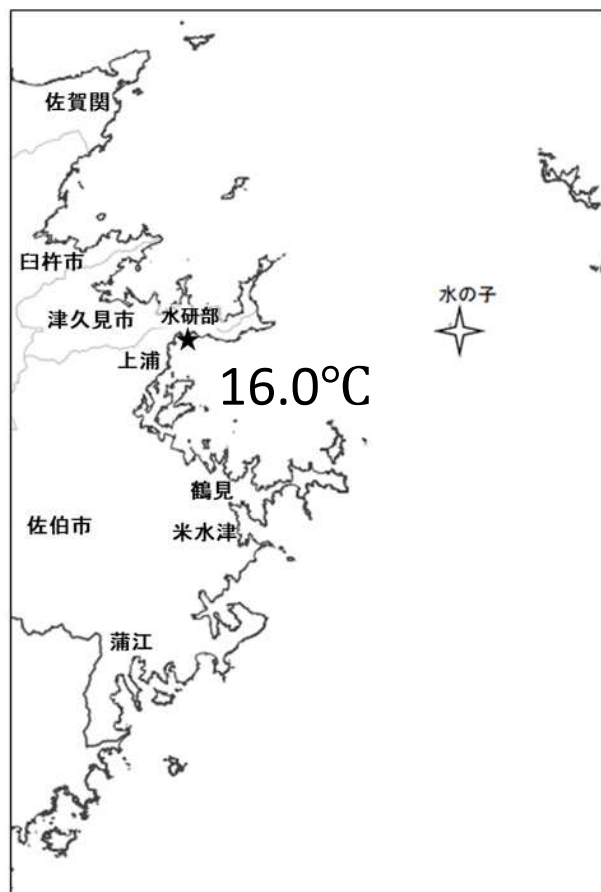 佐賀関
臼杵市
水の子
津久見市
水研部
上浦
16.0℃
鶴見
佐伯市
米水津
蒲江